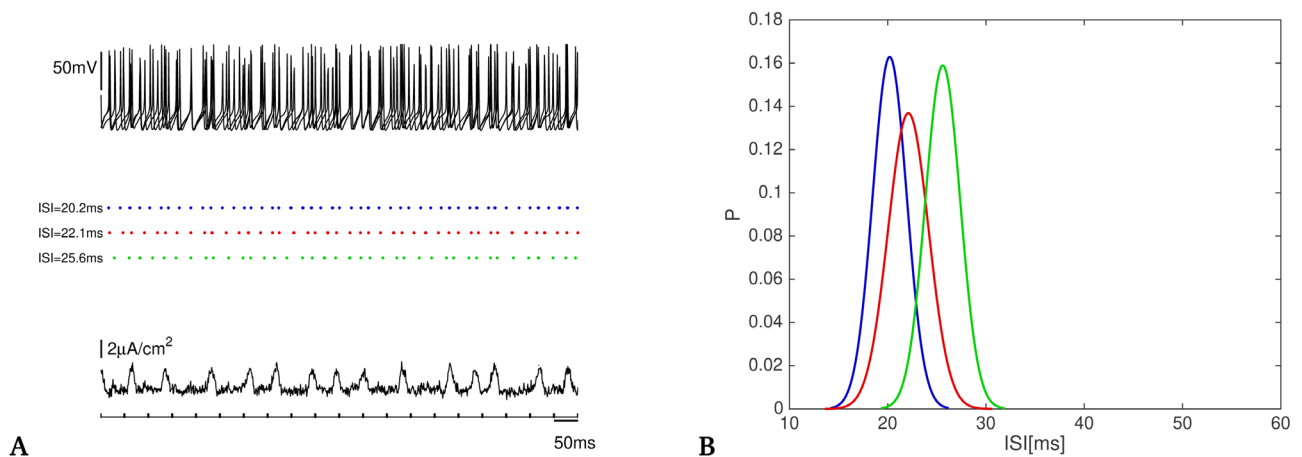 50mV
ISI=20.2ms
ISI=22.1ms
ISI=25.6ms
2μA/cm²
50ms
A
0.18
0.16
0.14
0.12
0.1
0.08
0.06
0.04
0.02
0
P
10 20 30 40 50 60
ISI[ms]
B